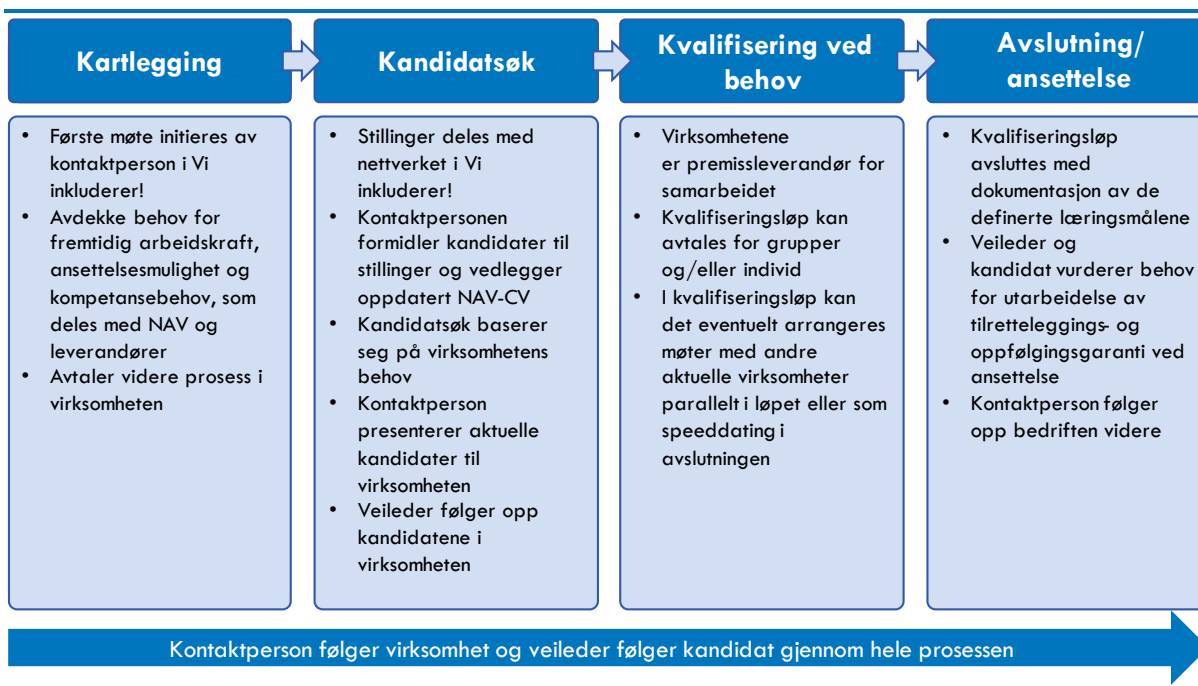 Kartlegging
• Første møte initieres av
kontaktperson i Vi
inkluderer!
• Avdekke behov for
fremtidig arbeidskraft,
ansettelsesmulighet og
kompetansebehov, som
deles med NAV og
leverandører
• Avtaler videre prosess i
virksomheten
Kandidatsøk
• Stillinger deles med
nettverket i Vi
inkluderer!
• Kontaktpersonen
formidler kandidater til
stillinger og vedlegger
oppdatert NAV-CV
• Kandidatsøk baserer
seg på virksomhetens
behov
• Kontaktperson
presenterer aktuelle
kandidater til
virksomheten
• Veileder følger opp
kandidatene i
virksomheten
Kvalifisering ved
behov
• Virksomhetene
er premissleverandør for
samarbeidet
• Kvalifiseringsløp kan
avtales for grupper
og/eller individ
• I kvalifiseringsløp kan
det eventuelt arrangeres
møter med andre
aktuelle virksomheter
parallelt i løpet eller som
speeddating i
avslutningen
Avslutning/
ansettelse
• Kvalifiseringsløp
avsluttes med
dokumentasjon av de
definerte læringsmålene
• Veileder og
kandidat vurderer behov
for utarbeidelse av
tilretteleggings- og
oppfølgingsgaranti ved
ansettelse
• Kontaktperson følger
opp bedriften videre
Kontaktperson følger virksomhet og veileder følger kandidat gjennom hele prosessen